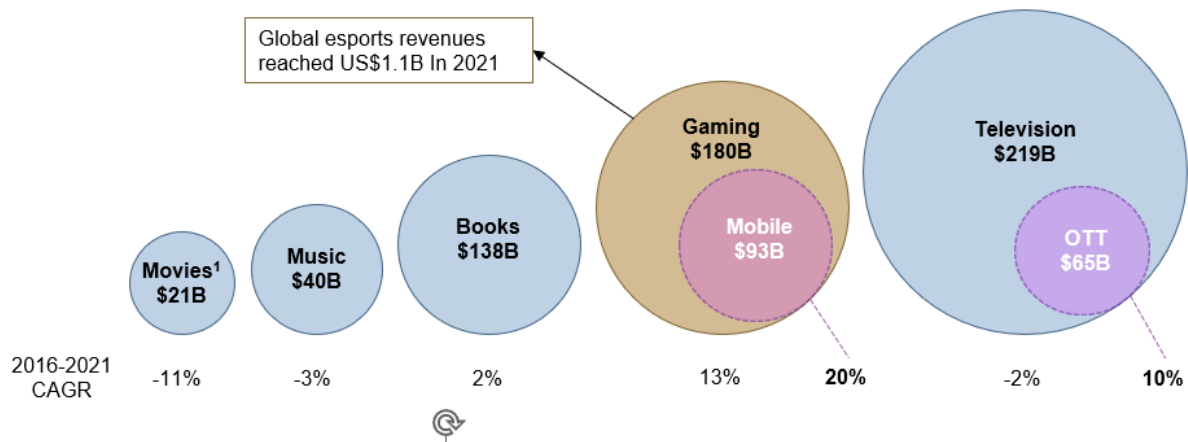 Global esports revenues
reached US$1.1B In 2021
Movies¹
$21B
Music
$40B
Books
$138B
Gaming
$180B
Mobile
$93B
Television
$219B
OTT
$65B
2016-2021
CAGR
-11%
-3%
2%
13%
20%
-2%
10%